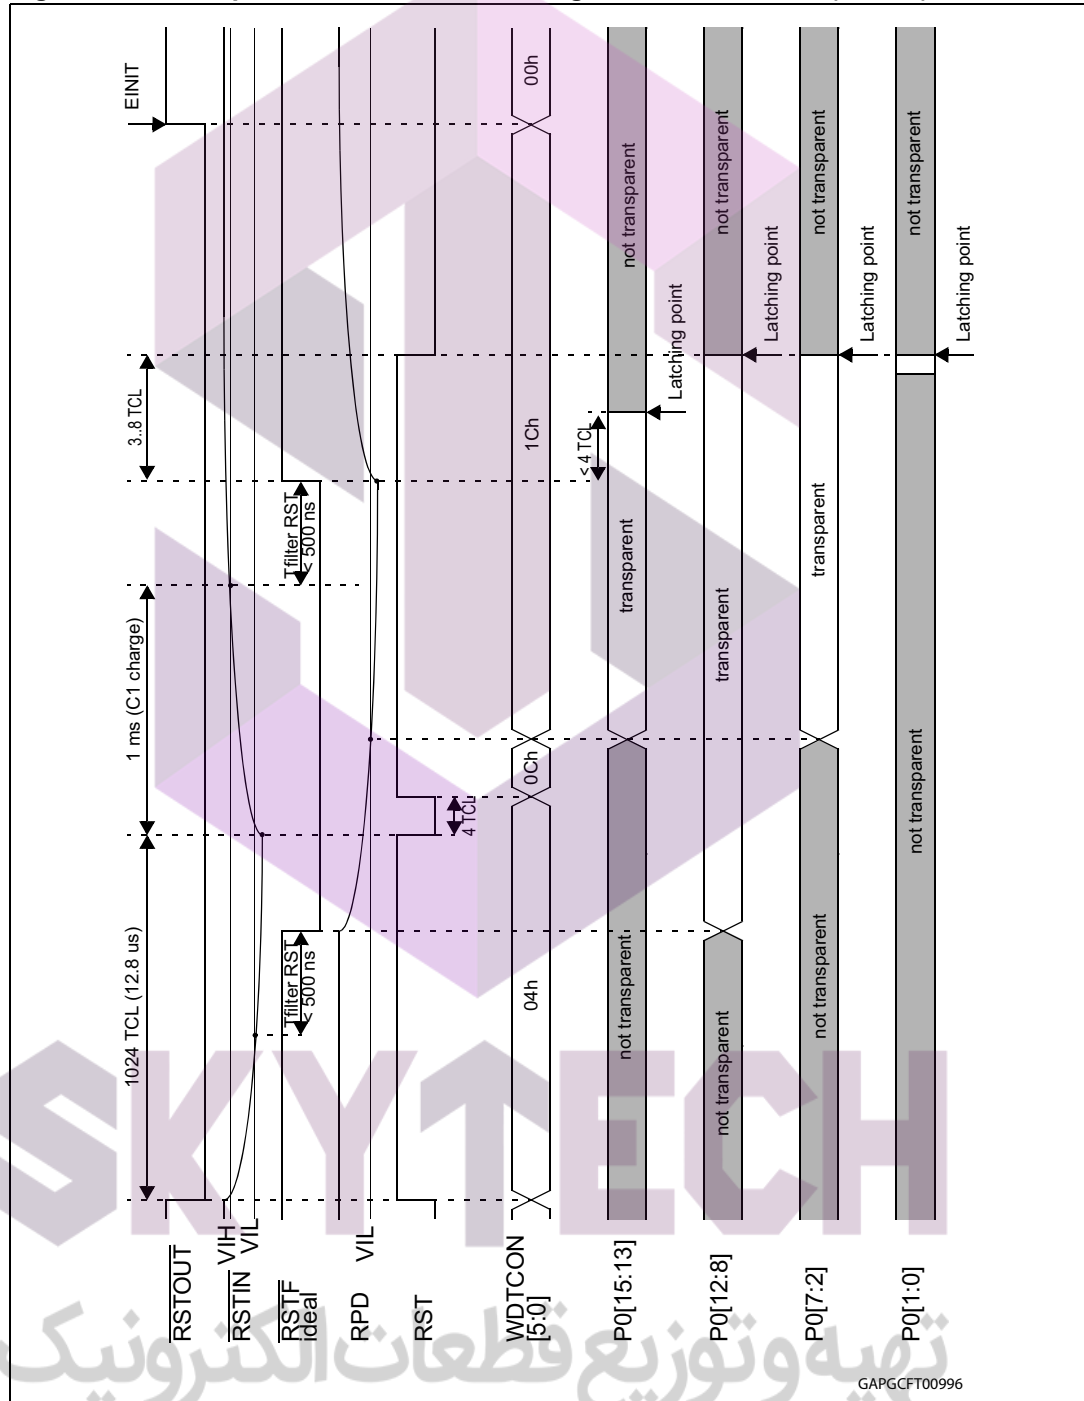 EINIT
3..8 TCL
1 ms (C1 charge)
1024 TCL (12.8 us)
RSTOUT
VIH
VIL
RSTIN
Tfilter RST
< 500 ns
Tfilter RST
< 500 ns
RSTF
ideal
VIL
RPD
4 TCL
RST
00h
1Ch
0Ch
04h
WDTCON
[5:0]
< 4 TCL
not transparent
Latching point
transparent
not transparent
P0[15:13]
not transparent
Latching point
transparent
not transparent
P0[12:8]
not transparent
Latching point
transparent
not transparent
P0[7:2]
not transparent
Latching point
not transparent
P0[1:0]
SKYTECH
تهیه و توزیع قطعات الکترونیک
GAPGCFT00996